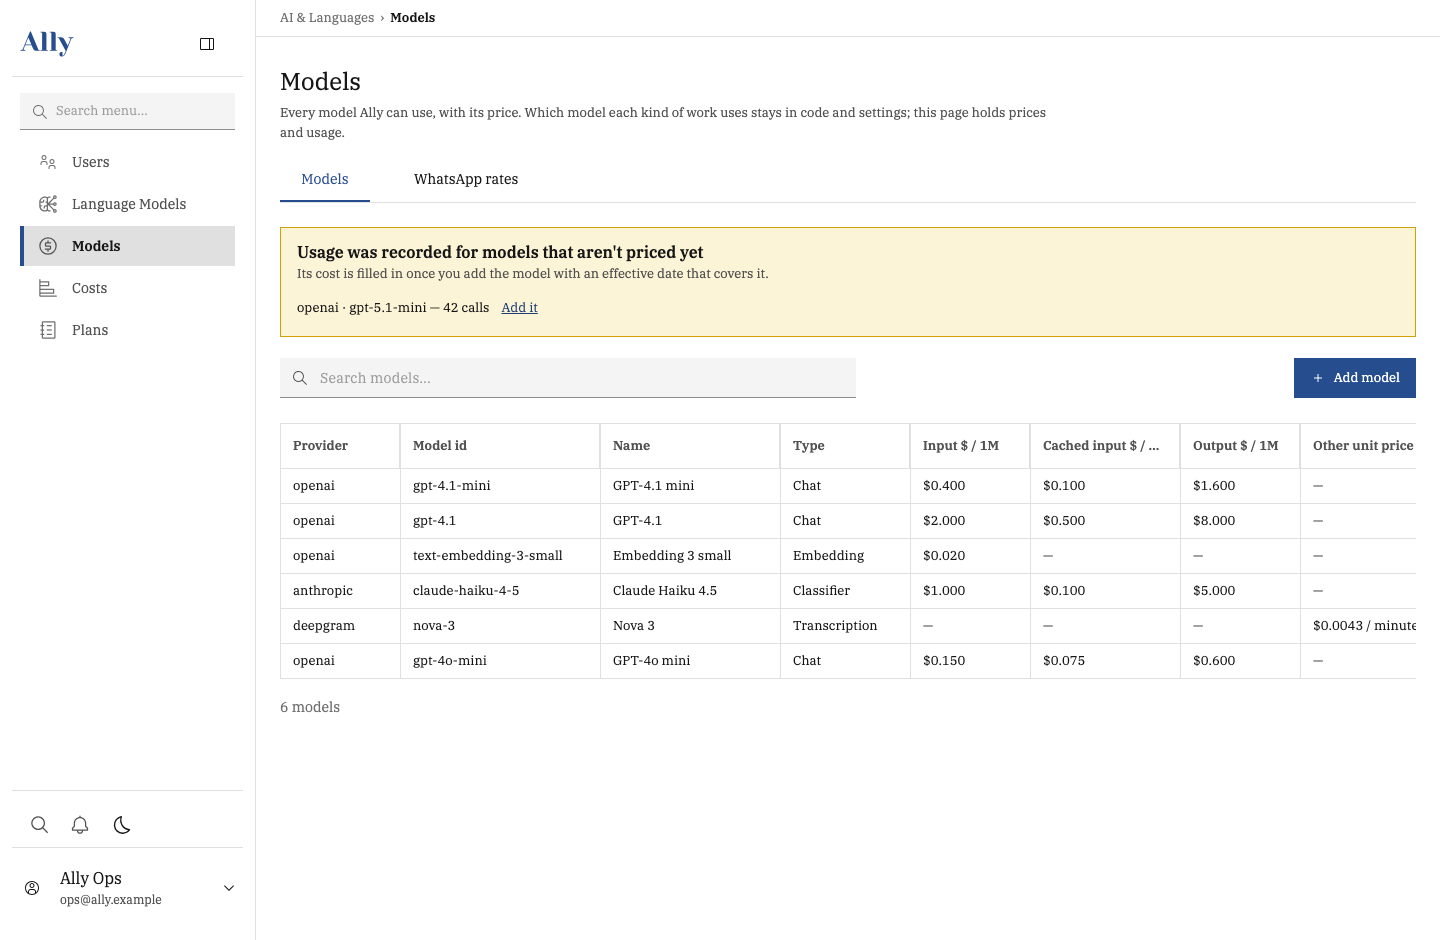 Ally
AI & Languages › Models
Search menu...
Users
Language Models
Models
Costs
Plans
Ally Ops
ops@ally.example
Models
Every model Ally can use, with its price. Which model each kind of work uses stays in code and settings; this page holds prices
and usage.
Models WhatsApp rates
Usage was recorded for models that aren't priced yet
Its cost is filled in once you add the model with an effective date that covers it.
openai · gpt-5.1-mini — 42 calls Add it
Search models...
+ Add model
Provider Model id Name Type Input $ / 1M Cached input $ / ... Output $ / 1M Other unit price
openai gpt-4.1-mini GPT-4.1 mini Chat $0.400 $0.100 $1.600 —
openai gpt-4.1 GPT-4.1 Chat $2.000 $0.500 $8.000 —
openai text-embedding-3-small Embedding 3 small Embedding $0.020 — — —
anthropic claude-haiku-4-5 Claude Haiku 4.5 Classifier $1.000 $0.100 $5.000 —
deepgram nova-3 Nova 3 Transcription — — — $0.0043 / minute
openai gpt-4o-mini GPT-4o mini Chat $0.150 $0.075 $0.600 —
6 models